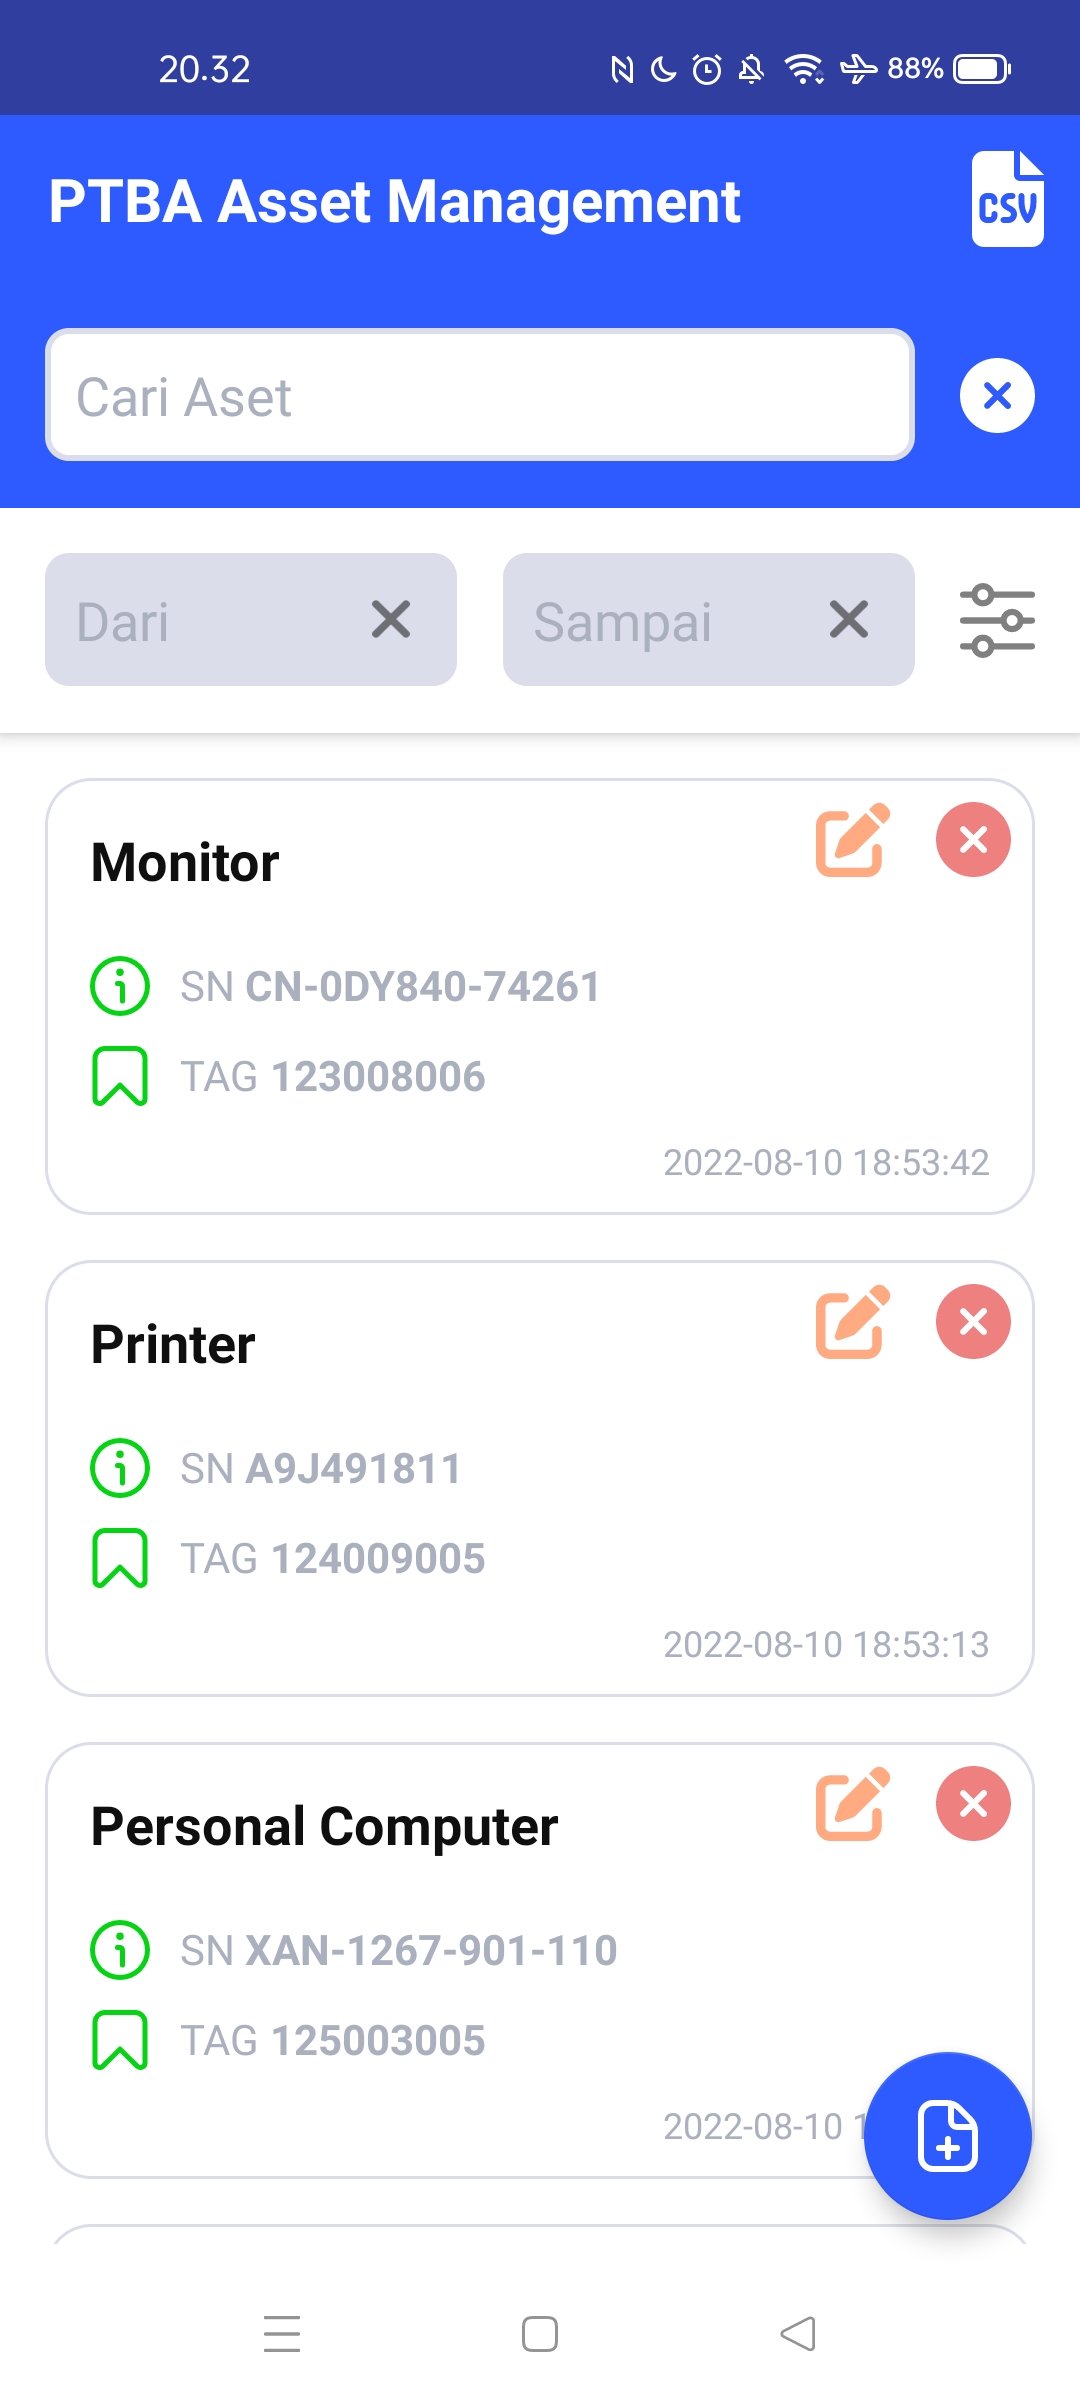 20.32 88%
PTBA Asset Management
CSV
Cari Aset
Dari Sampai
Monitor
SN CN-0DY840-74261
TAG 123008006
2022-08-10 18:53:42
Printer
SN A9J491811
TAG 124009005
2022-08-10 18:53:13
Personal Computer
SN XAN-1267-901-110
TAG 125003005
2022-08-10